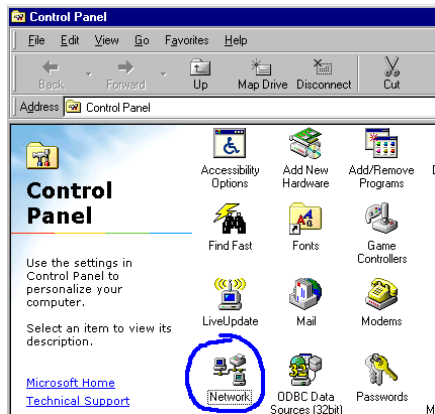 Control Panel
File Edit View Go Favorites Help
Back Forward Up Map Drive Disconnect Cut
Address Control Panel
Control
Panel
Use the settings in
Control Panel to
personalize your
computer.
Select an item to view its
description.
Microsoft Home
Technical Support
Accessibility
Options
Add New
Hardware
Add/Remove
Programs
Find Fast
Fonts
Game
Controllers
LiveUpdate
Mail
Modems
Network
ODBC Data
Sources (32bit)
Passwords